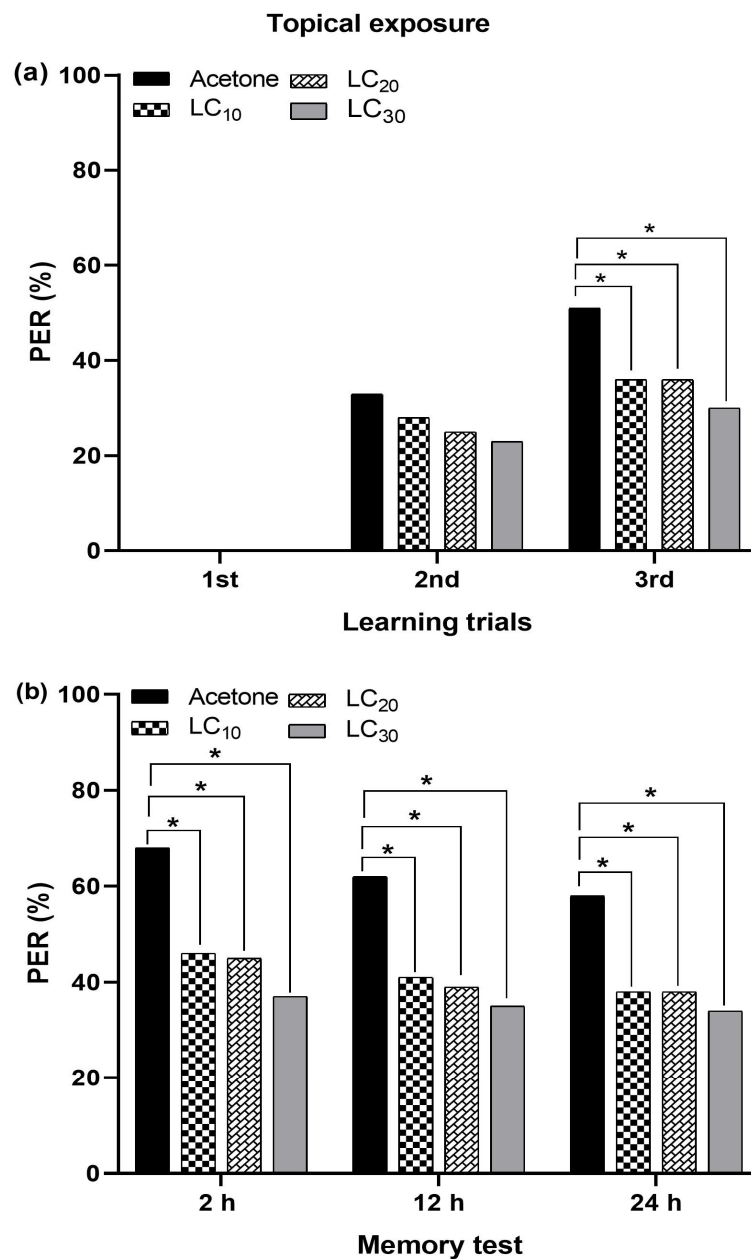 Topical exposure
(a)
Acetone
LC20
LC10
LC30
100
80
60
40
20
0
PER (%)
*
*
*
1st
2nd
3rd
Learning trials
(b)
Acetone
LC20
LC10
LC30
100
80
60
40
20
0
PER (%)
*
*
*
*
*
*
*
*
*
2 h
12 h
24 h
Memory test